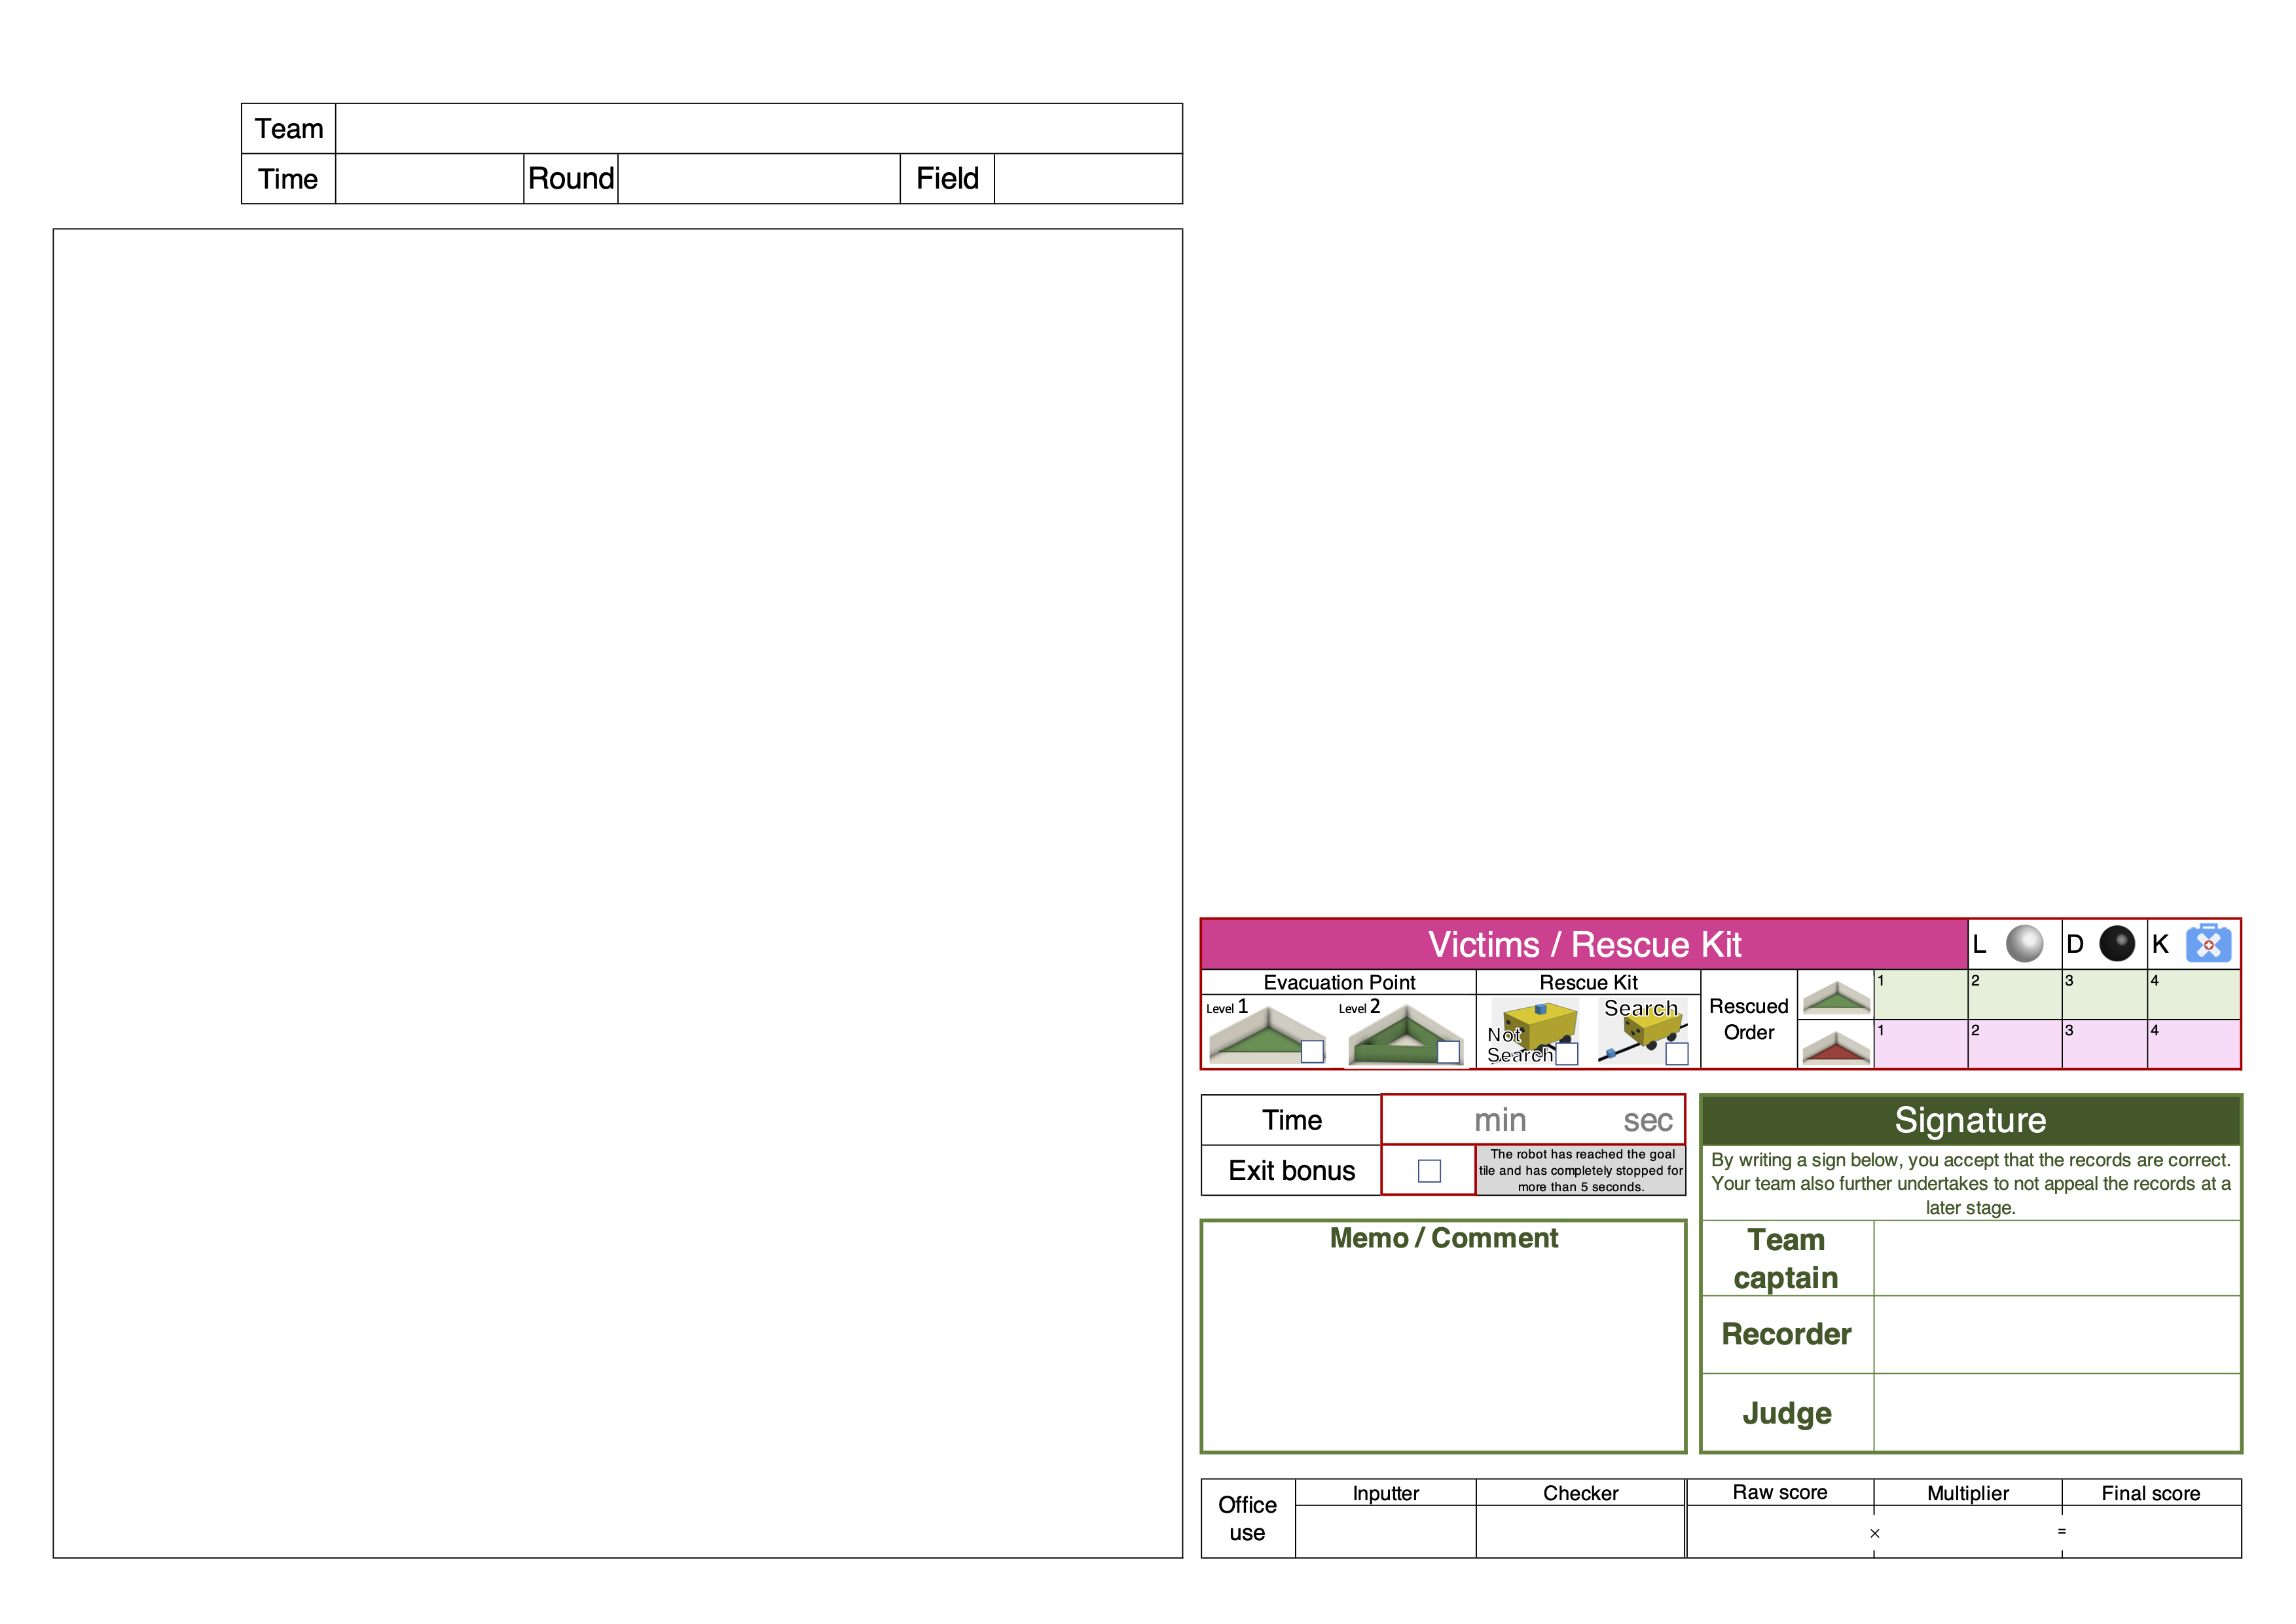 Team
Time Round Field
Victims / Rescue Kit L D K
Evacuation Point Rescue Kit
Level 1 Level 2
Not
Search
Search
Rescued
Order
1 2 3 4
1 2 3 4
Time min sec
Exit bonus
The robot has reached the goal
tile and has completely stopped for
more than 5 seconds.
Signature
By writing a sign below, you accept that the records are correct.
Your team also further undertakes to not appeal the records at a
later stage.
Memo / Comment
Team
captain
Recorder
Judge
Office
use
Inputter Checker Raw score Multiplier Final score
× =